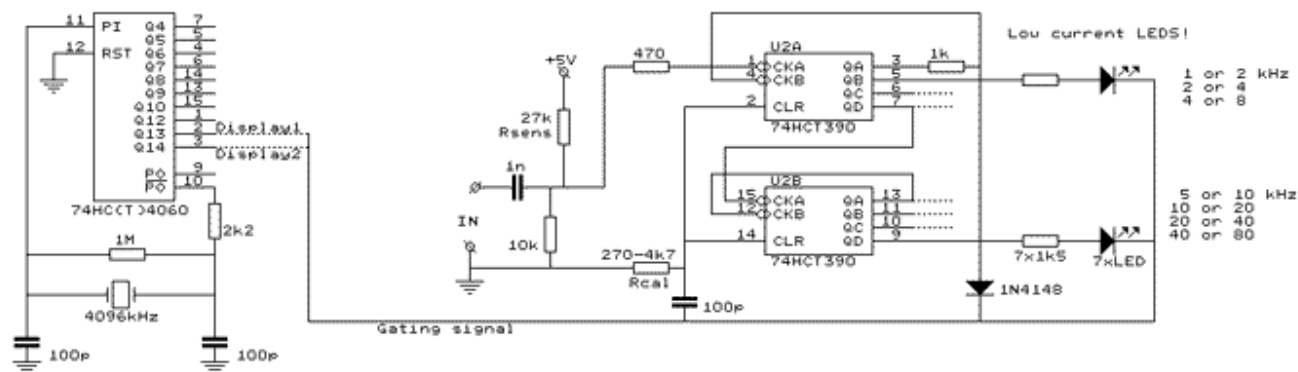 11 PI Q4 7
Q5 5
12 RST Q6 4
Q7 6
Q8 14
Q9 13
Q10 15
Q12 1
Q13 2 Display1
Q14 3 Display2
PO 9
PO 10
74HC(T)4060
2k2
1M
4096kHz
100p
100p
Gating signal
+5V
27k
Rsens
1n
IN
10k
470
270-4k7
Rcal
100p
U2A
1 CKA QA 3
4 CKB QB 5
QC 6
2 CLR QD 7
74HCT390
1k
U2B
15 CKA QA 13
12 CKB QB 11
QC 10
14 CLR QD 9
74HCT390
7x1k5
7xLED
1N4148
Low current LEDS!
1 or 2 kHz
2 or 4
4 or 8
5 or 10 kHz
10 or 20
20 or 40
40 or 80